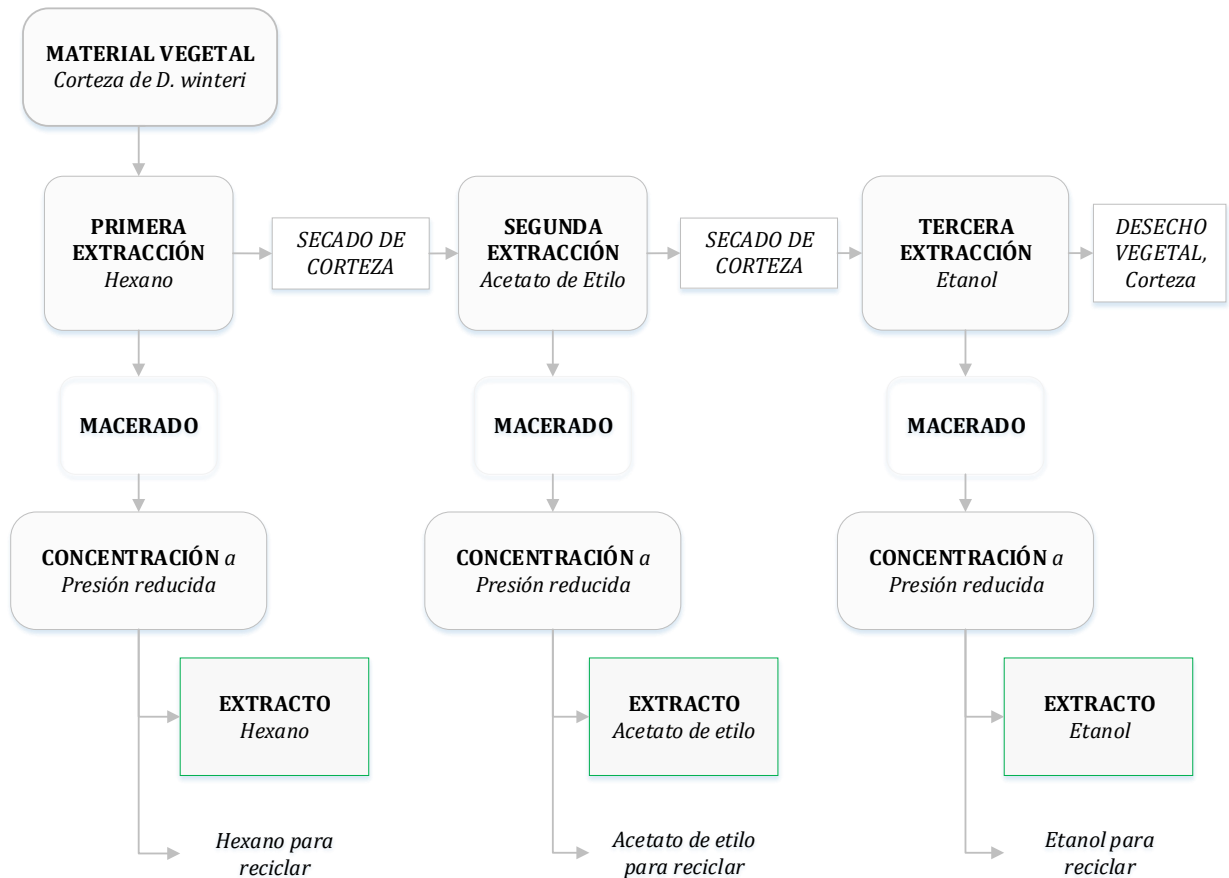 MATERIAL VEGETAL
Corteza de D. winteri
PRIMERA
EXTRACCIÓN
Hexano
SECADO DE
CORTEZA
SEGUNDA
EXTRACCIÓN
Acetato de Etilo
SECADO DE
CORTEZA
TERCERA
EXTRACCIÓN
Etanol
DESECHO
VEGETAL,
Corteza
MACERADO
MACERADO
MACERADO
CONCENTRACIÓN a
Presión reducida
CONCENTRACIÓN a
Presión reducida
CONCENTRACIÓN a
Presión reducida
EXTRACTO
Hexano
EXTRACTO
Acetato de etilo
EXTRACTO
Etanol
Hexano para
reciclar
Acetato de etilo
para reciclar
Etanol para
reciclar